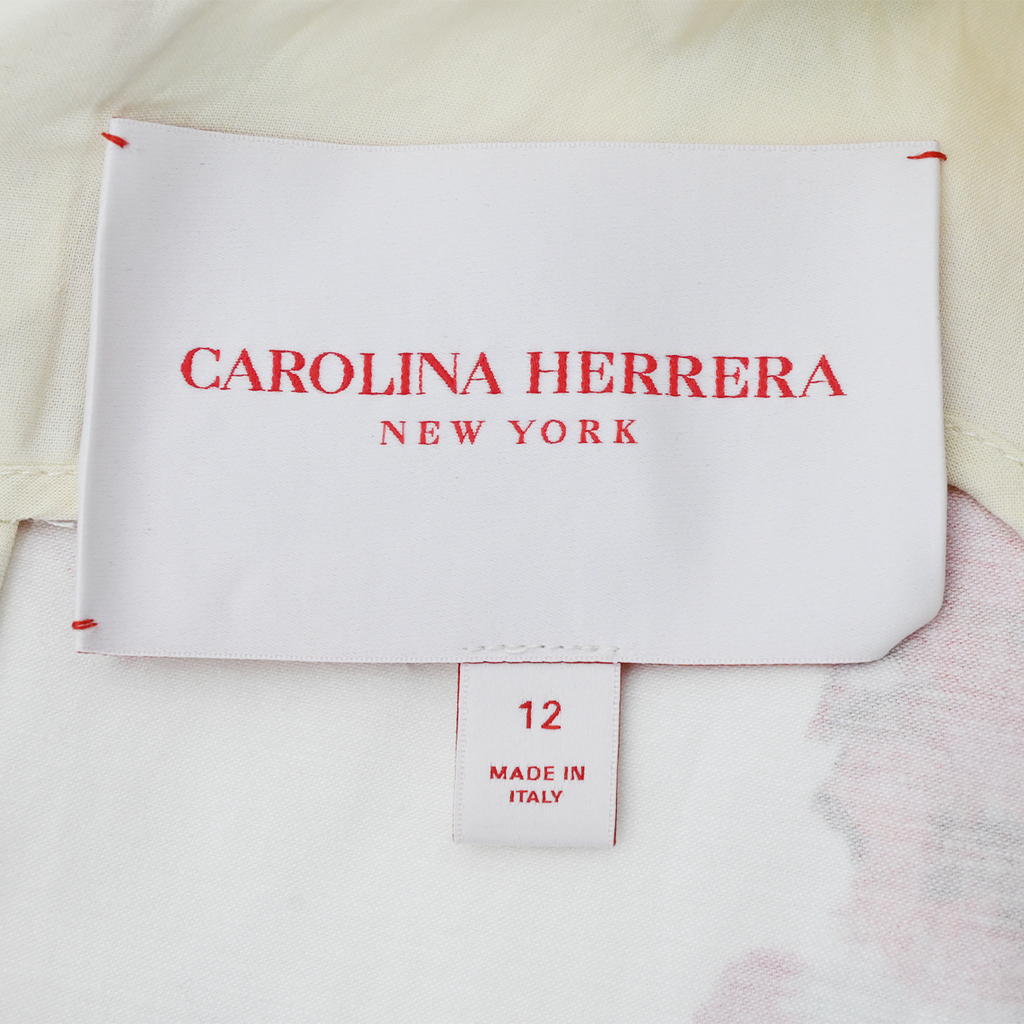 CAROLINA HERRERA
NEW YORK
12
MADE IN
ITALY